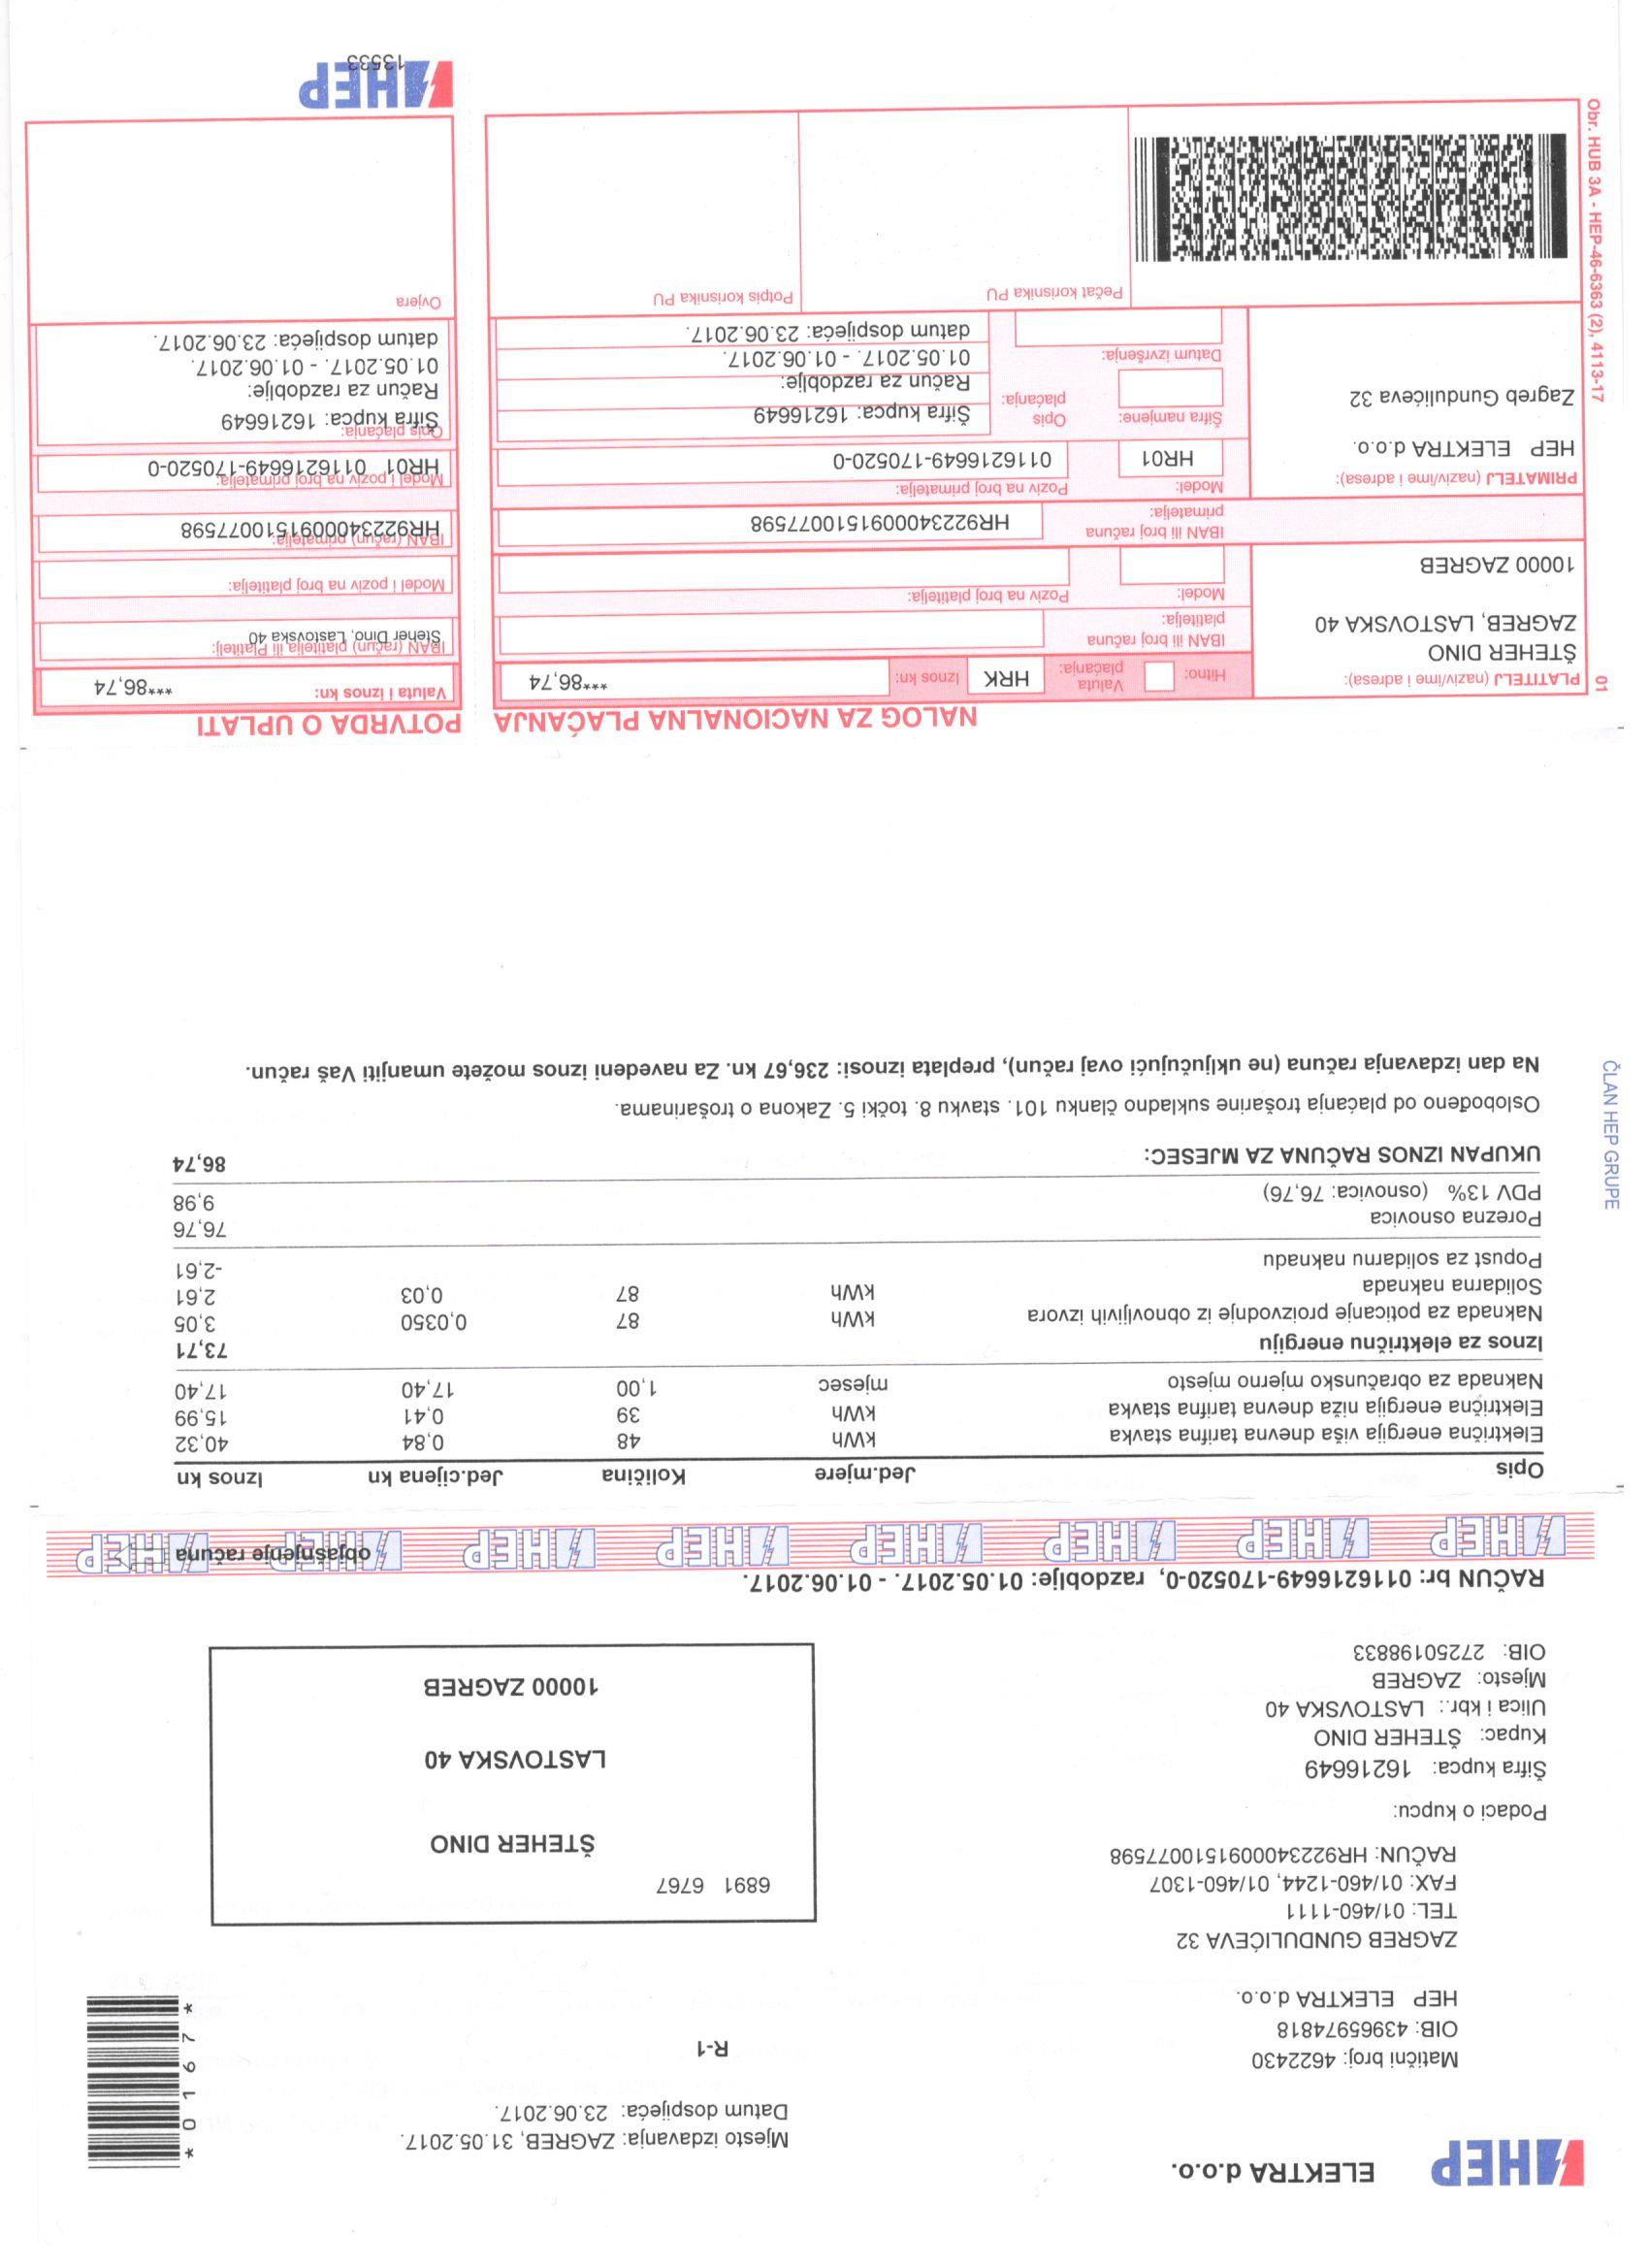 HEP ELEKTRA d.o.o.
Mjesto izdavanja: ZAGREB, 31.05.2017.
Datum dospijeća: 23.06.2017.
* 0 1 6 7 *
Matični broj: 4622430
OIB: 43965974818
HEP ELEKTRA d.o.o.
R-1
ZAGREB GUNDULIĆEVA 32
TEL: 01/460-1111
FAX: 01/460-1244, 01/460-1307
RAČUN: HR9223400091510077598
6891 6767
ŠTEHER DINO
LASTOVSKA 40
10000 ZAGREB
Podaci o kupcu:
Šifra kupca: 16216649
Kupac: ŠTEHER DINO
Ulica i kbr.: LASTOVSKA 40
Mjesto: ZAGREB
OIB: 27250198833
RAČUN br: 0116216649-170520-0, razdoblje: 01.05.2017. - 01.06.2017.
HEP HEP HEP HEP HEP HEP HEP HEP
objašnjenje računa
Opis Jed.mjere Količina Jed.cijena kn Iznos kn
Električna energija viša dnevna tarifna stavka kWh 48 0,84 40,32
Električna energija niža dnevna tarifna stavka kWh 39 0,41 15,99
Naknada za obračunsko mjerno mjesto mjesec 1,00 17,40 17,40
Iznos za električnu energiju 73,71
Naknada za poticanje proizvodnje iz obnovljivih izvora kWh 87 0,0350 3,05
Solidarna naknada kWh 87 0,03 2,61
Popust za solidarnu naknadu -2,61
Porezna osnovica 76,76
PDV 13% (osnovica: 76,76) 9,98
UKUPAN IZNOS RAČUNA ZA MJESEC: 86,74
Oslobođeno od plaćanja trošarine sukladno članku 101. stavku 8. točki 5. Zakona o trošarinama.
Na dan izdavanja računa (ne uključujući ovaj račun), preplata iznosi: 236,67 kn. Za navedeni iznos možete umanjiti Vaš račun.
ČLAN HEP GRUPE
NALOG ZA NACIONALNA PLAĆANJA
01
PLATITELJ (naziv/ime i adresa):
ŠTEHER DINO
ZAGREB, LASTOVSKA 40
10000 ZAGREB
Hitno:
Valuta plaćanja: HRK
Iznos kn: ***86,74
IBAN ili broj računa platitelja:
Model:
Poziv na broj platitelja:
IBAN ili broj računa primatelja: HR9223400091510077598
PRIMATELJ (naziv/ime i adresa):
HEP ELEKTRA d.o.o.
Zagreb Gundulićeva 32
Model: HR01
Poziv na broj primatelja:
0116216649-170520-0
Šifra namjene:
Opis plaćanja:
Šifra kupca: 16216649
Račun za razdoblje:
01.05.2017. - 01.06.2017.
datum dospijeća: 23.06.2017.
Datum izvršenja:
Pečat korisnika PU
Potpis korisnika PU
Obr. HUB 3A - HEP-46-6363 (2), 4113-17
POTVRDA O UPLATI
Valuta i iznos kn: ***86,74
IBAN (račun) platitelja ili Platitelj:
Šteher Dino, Lastovska 40
Model i poziv na broj platitelja:
IBAN (račun) primatelja:
HR9223400091510077598
Model i poziv na broj primatelja:
HR01 0116216649-170520-0
Opis plaćanja:
Šifra kupca: 16216649
Račun za razdoblje:
01.05.2017. - 01.06.2017.
datum dospijeća: 23.06.2017.
Ovjera
HEP
13533